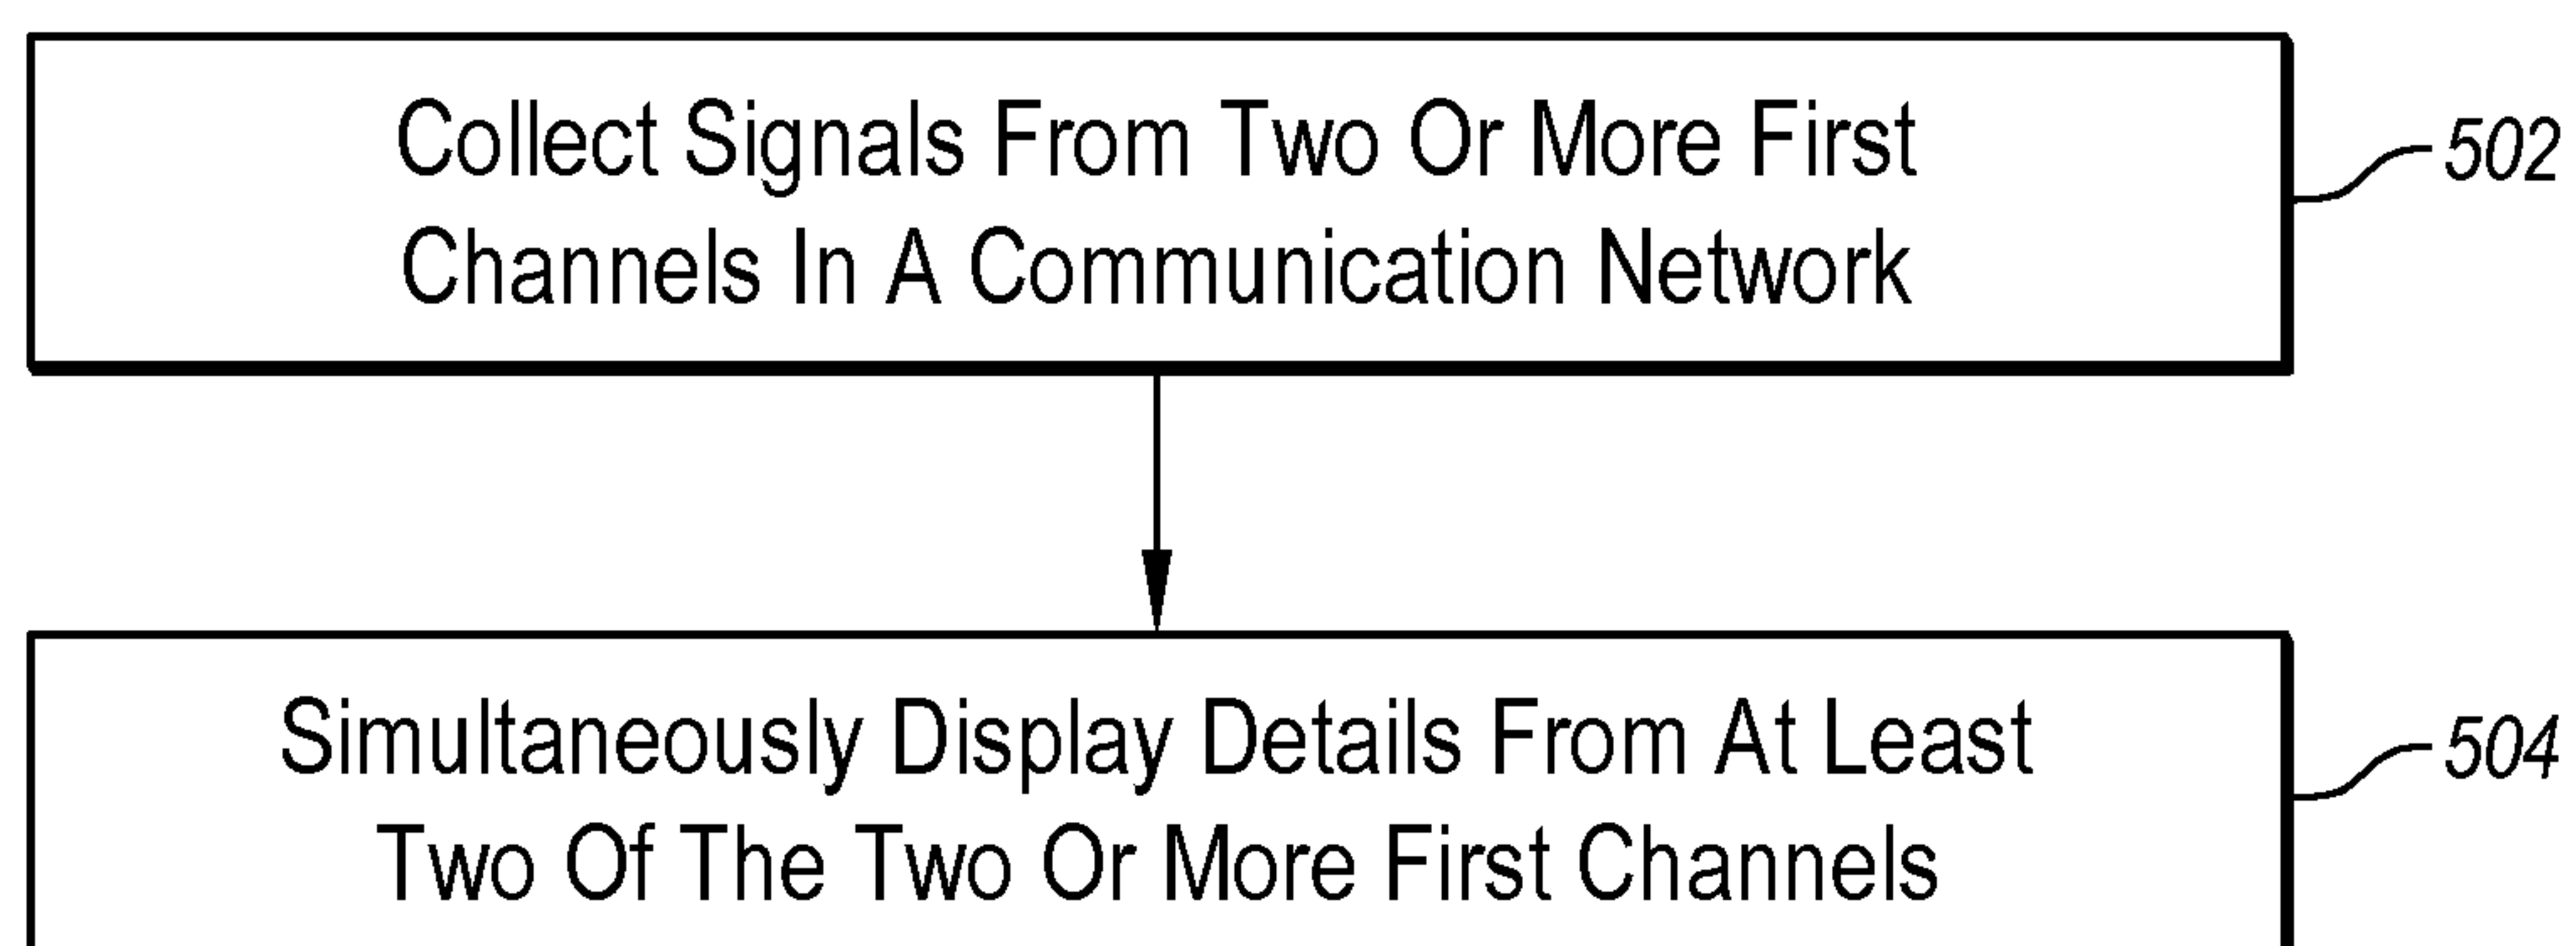 Collect Signals From Two Or More First
Channels In A Communication Network
502
Simultaneously Display Details From At Least
Two Of The Two Or More First Channels
504